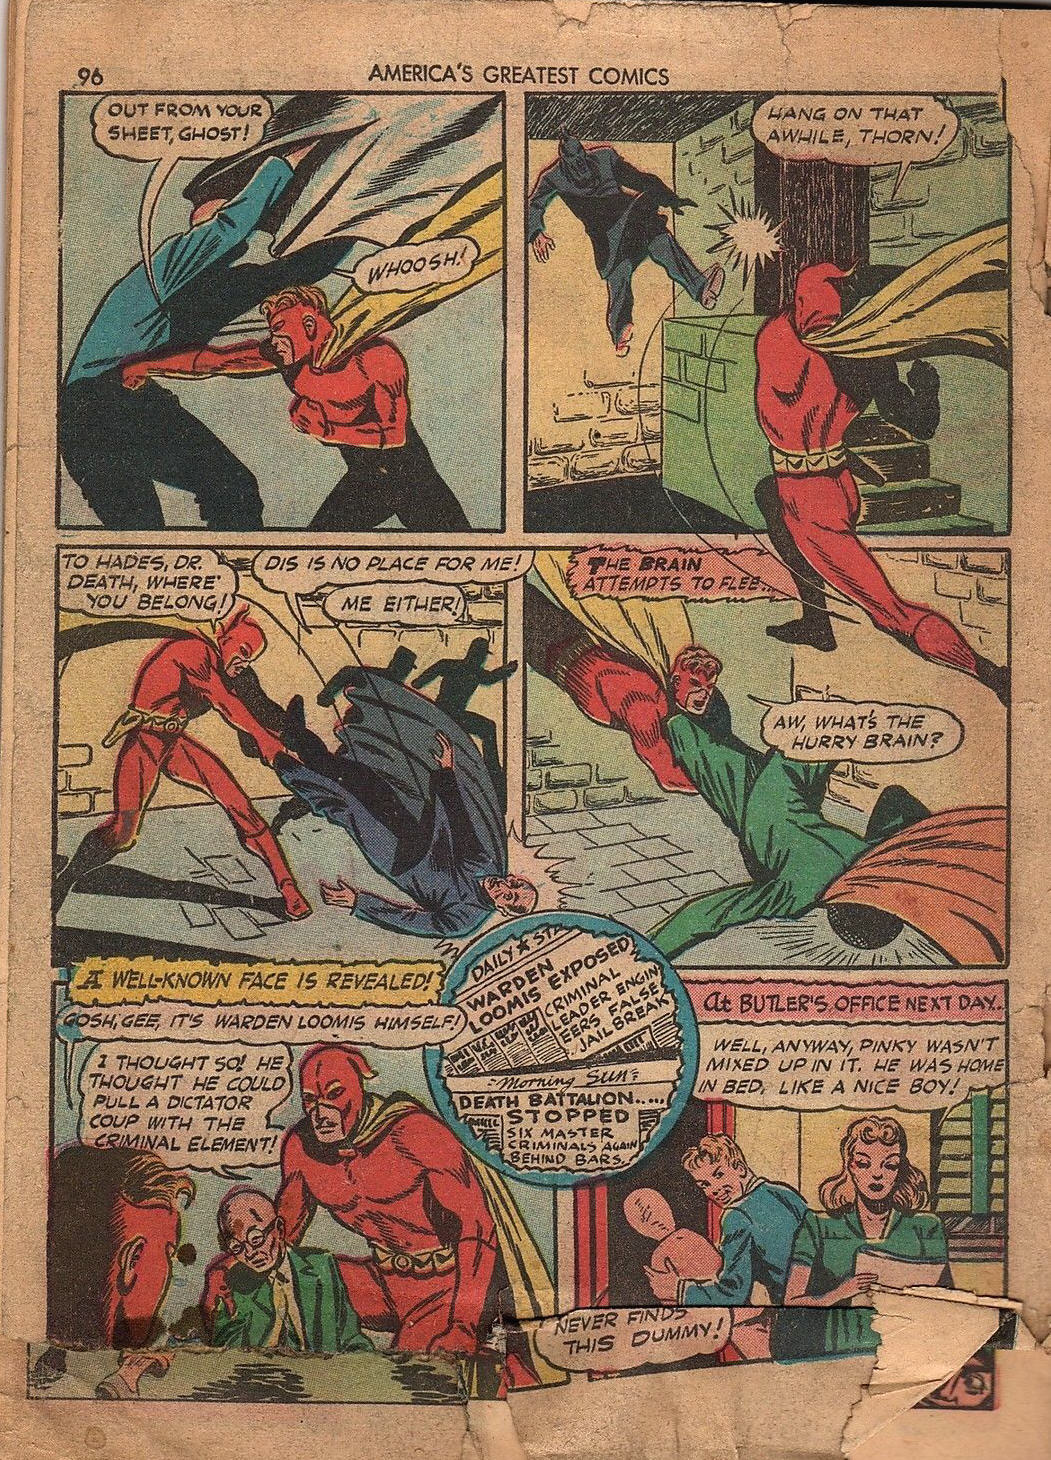 96
AMERICA'S GREATEST COMICS
OUT FROM YOUR
SHEET, GHOST!
WHOOSH!
HANG ON THAT
AWHILE, THORN!
TO HADES, DR.
DEATH, WHERE
YOU BELONG!
DIS IS NO PLACE FOR ME!
ME EITHER!
THE BRAIN
ATTEMPTS TO FLEE...
AW, WHAT'S THE
HURRY BRAIN?
A WELL-KNOWN FACE IS REVEALED!
GOSH, GEE, IT'S WARDEN LOOMIS HIMSELF!
I THOUGHT SO! HE
THOUGHT HE COULD
PULL A DICTATOR
COUP WITH THE
CRIMINAL ELEMENT!
DAILY STA
WARDEN
LOOMIS EXPOSED
CRIMINAL
LEADER ENGIN
EERS FALSE
JAIL BREAK
Morning Sun
DEATH BATTALION....
STOPPED
SIX MASTER
CRIMINALS AGAIN
BEHIND BARS.
At BUTLER'S OFFICE NEXT DAY..
WELL, ANYWAY, PINKY WASN'T
MIXED UP IN IT. HE WAS HOME
IN BED, LIKE A NICE BOY!
NEVER FINDS
THIS DUMMY!